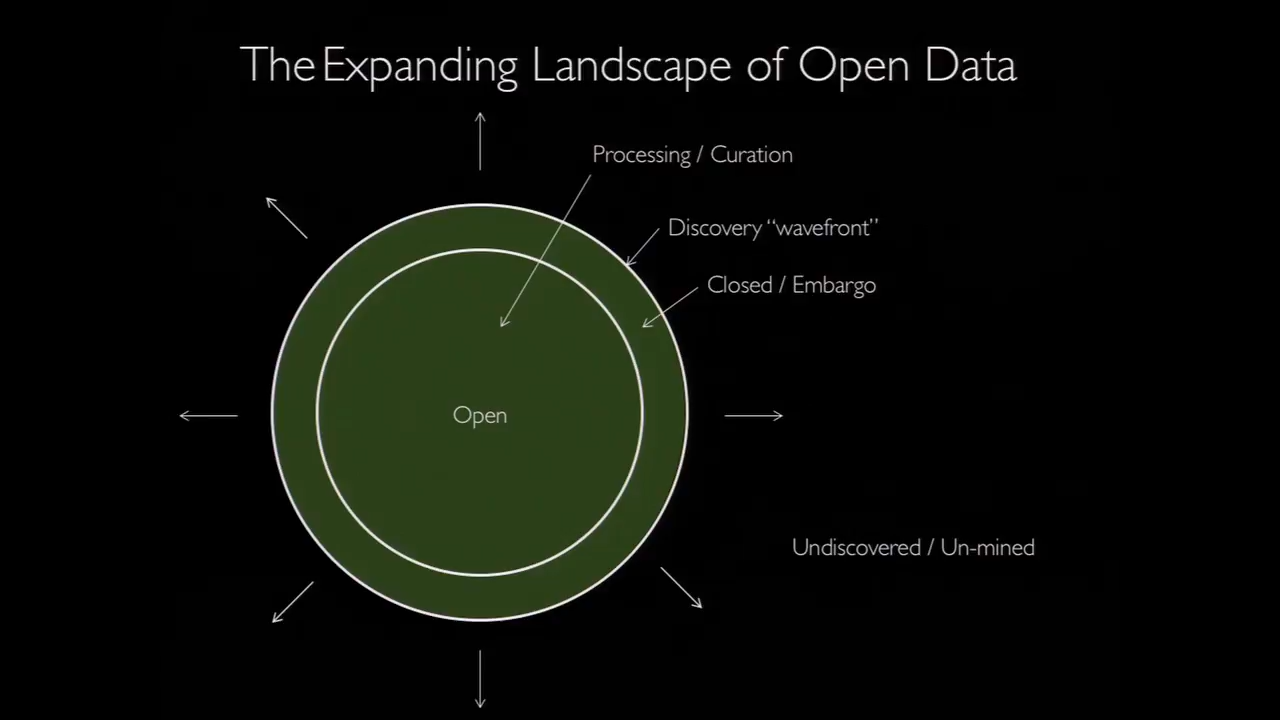 The Expanding Landscape of Open Data
Processing / Curation
Discovery “wavefront”
Closed / Embargo
Open
Undiscovered / Un-mined